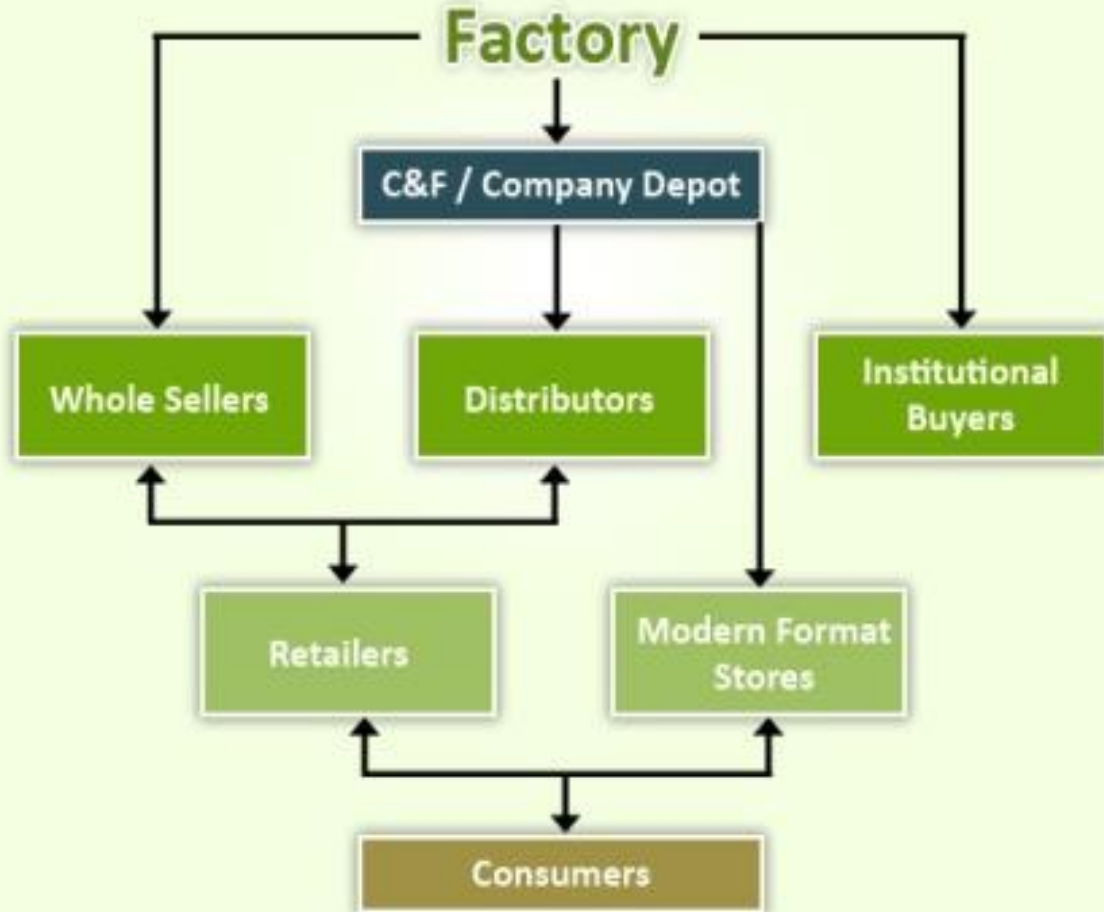 Factory
C&F / Company Depot
Whole Sellers
Distributors
Institutional
Buyers
Retailers
Modern Format
Stores
Consumers